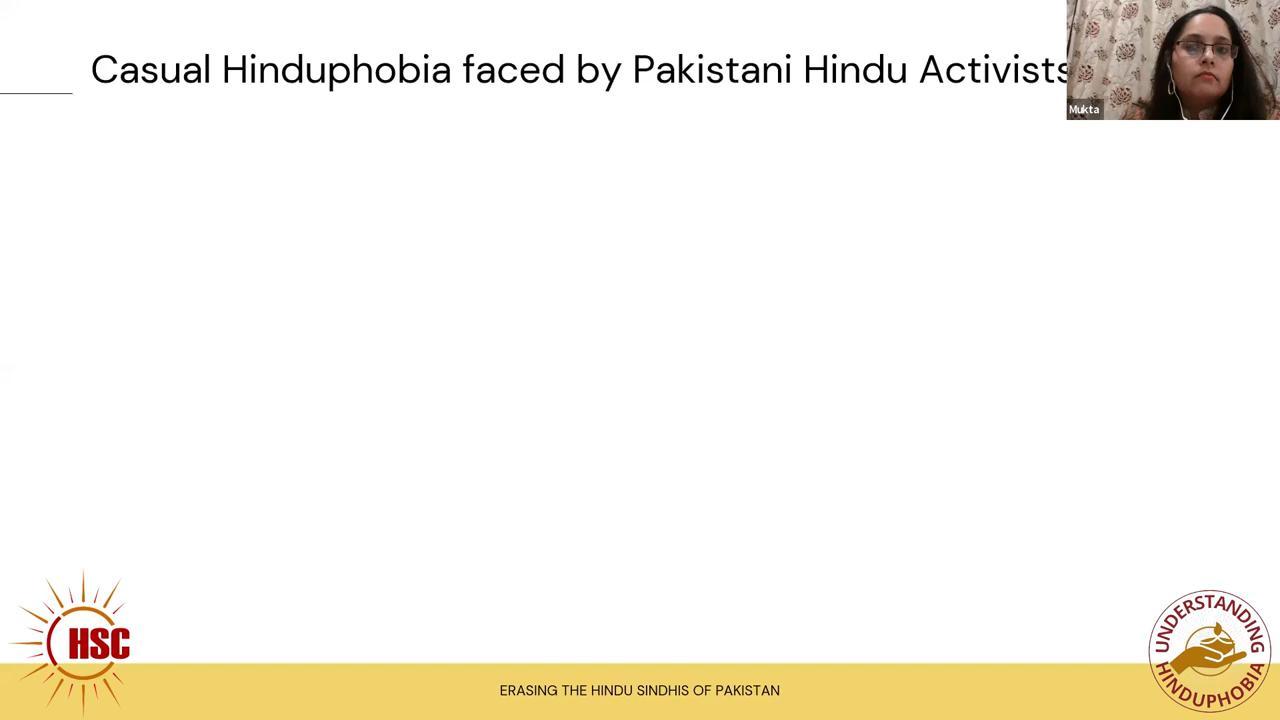 Casual Hinduphobia faced by Pakistani Hindu Activists
Mukta
HSC
UNDERSTANDING
HINDUPHOBIA
ERASING THE HINDU SINDHIS OF PAKISTAN